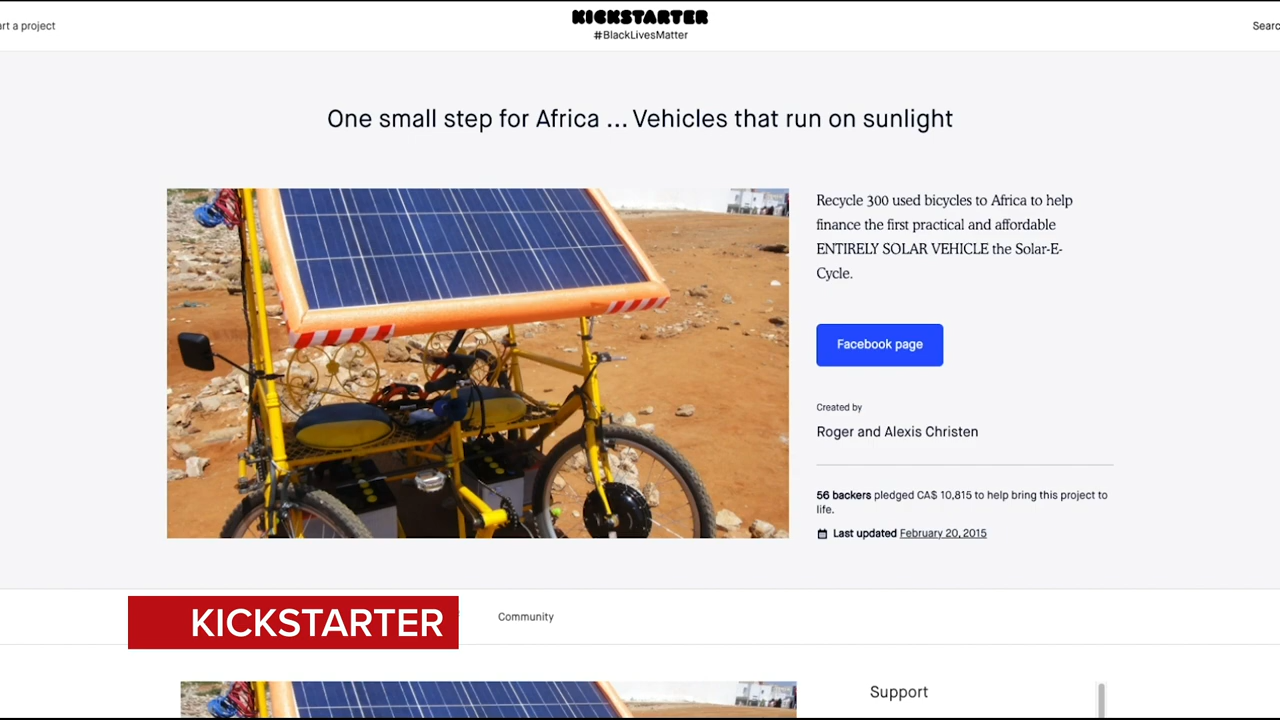 KICKSTARTER
#BlackLivesMatter
art a project
Searc
One small step for Africa ... Vehicles that run on sunlight
Recycle 300 used bicycles to Africa to help
finance the first practical and affordable
ENTIRELY SOLAR VEHICLE the Solar-E-
Cycle.
Facebook page
Created by
Roger and Alexis Christen
56 backers pledged CA$ 10,815 to help bring this project to
life.
Last updated February 20, 2015
KICKSTARTER
Community
Support